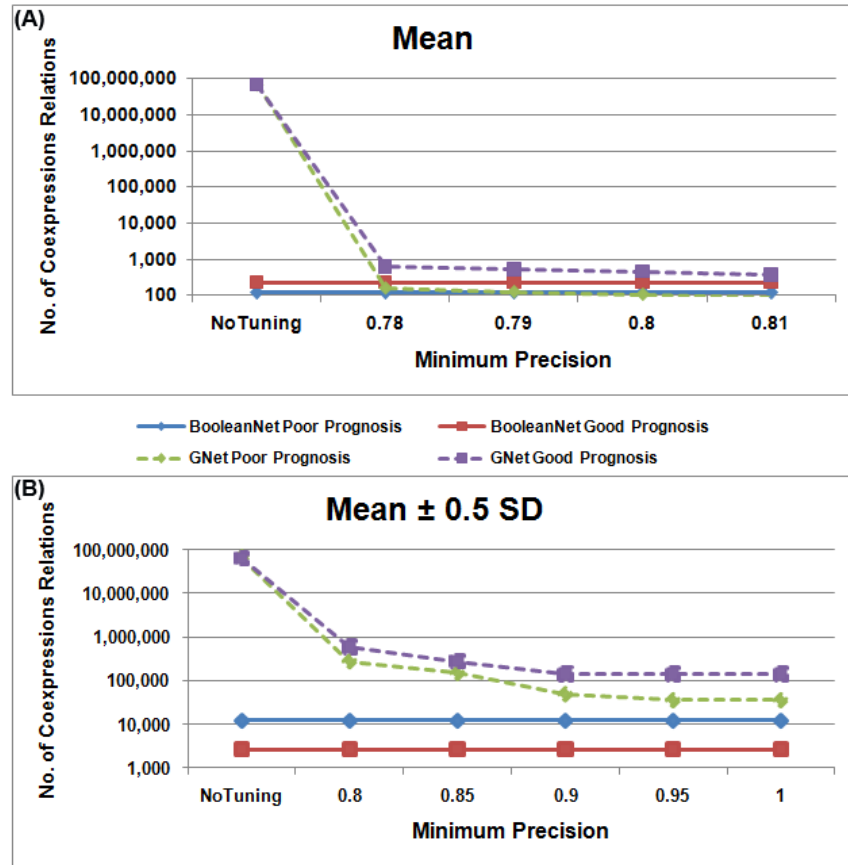 (A)
Mean
No. of Coexpressions Relations
100,000,000
10,000,000
1,000,000
100,000
10,000
1,000
100
NoTuning 0.78 0.79 0.8 0.81
Minimum Precision
BooleanNet Poor Prognosis BooleanNet Good Prognosis
GNet Poor Prognosis GNet Good Prognosis
(B)
Mean ± 0.5 SD
No. of Coexpressions Relations
100,000,000
10,000,000
1,000,000
100,000
10,000
1,000
NoTuning 0.8 0.85 0.9 0.95 1
Minimum Precision